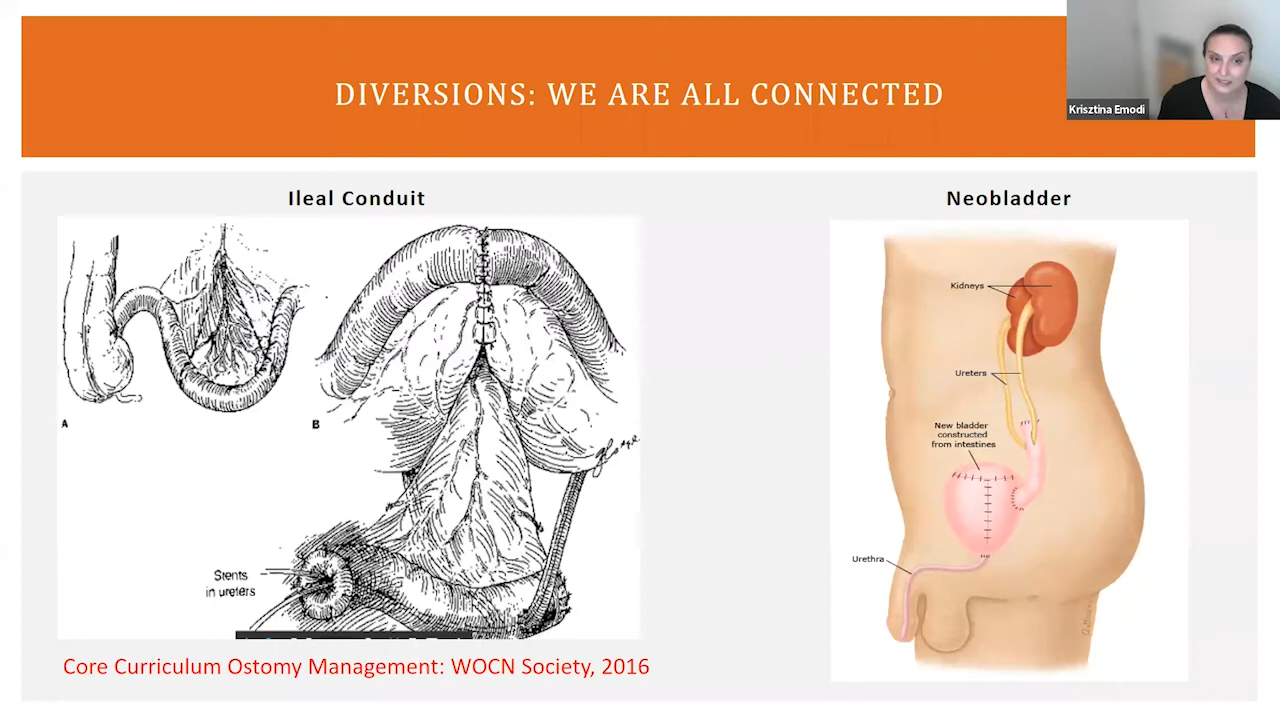 DIVERSIONS: WE ARE ALL CONNECTED
Krisztina Emodi
Ileal Conduit
Neobladder
A
B
Stents
in ureters
Kidneys
Ureters
New bladder
constructed
from intestines
Urethra
Core Curriculum Ostomy Management: WOCN Society, 2016